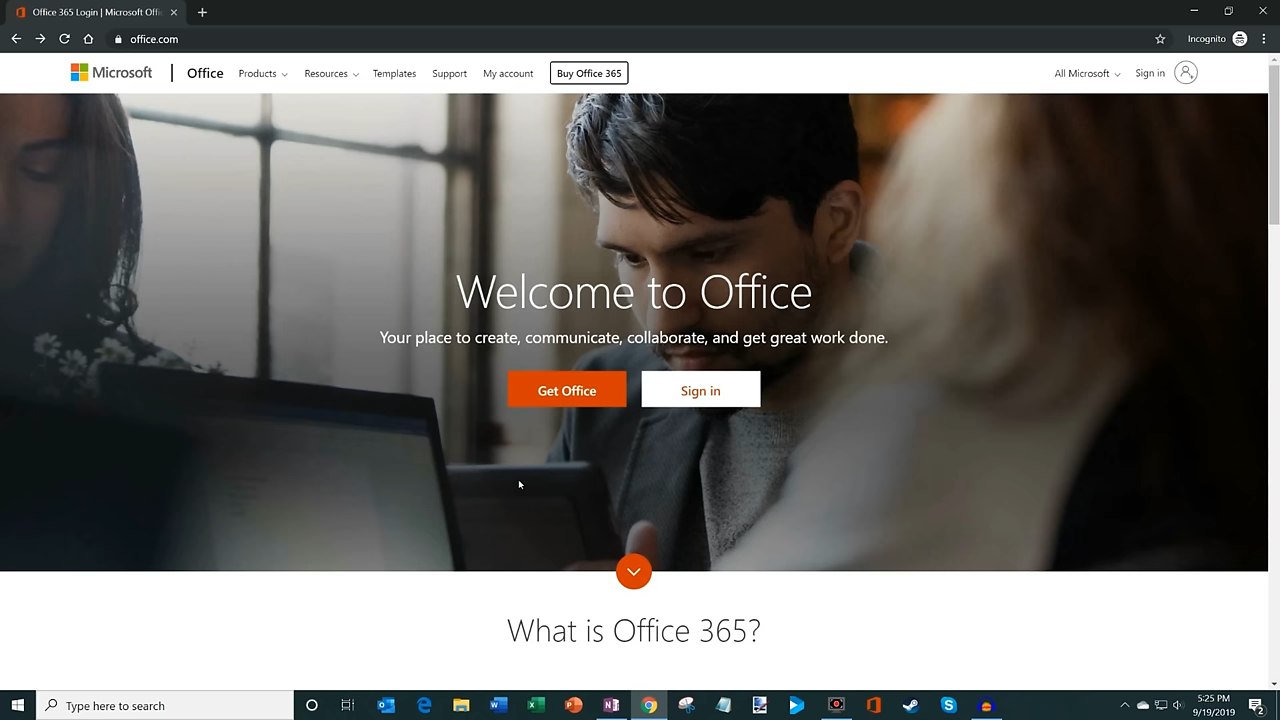 Office 365 Login | Microsoft Offi
office.com
Incognito
Microsoft
Office
Products
Resources
Templates
Support
My account
Buy Office 365
All Microsoft
Sign in
Welcome to Office
Your place to create, communicate, collaborate, and get great work done.
Get Office
Sign in
What is Office 365?
Type here to search
5:25 PM
9/19/2019
2